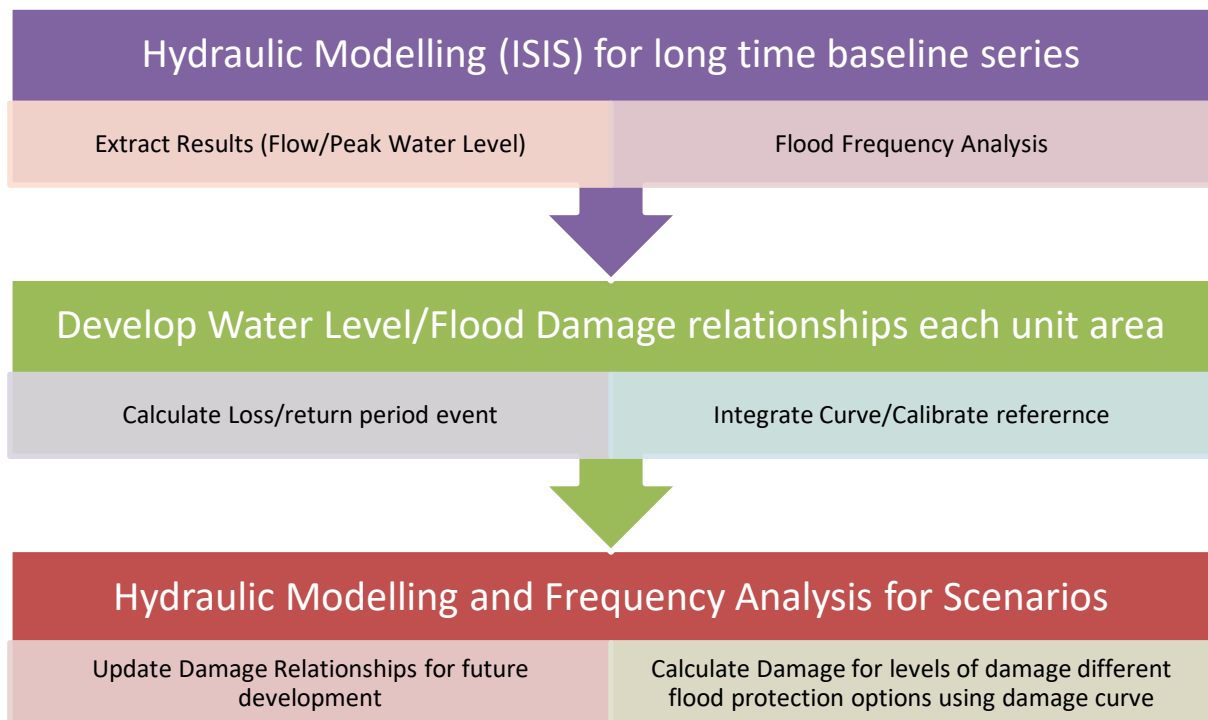 Hydraulic Modelling (ISIS) for long time baseline series
Extract Results (Flow/Peak Water Level)
Flood Frequency Analysis
Develop Water Level/Flood Damage relationships each unit area
Calculate Loss/return period event
Integrate Curve/Calibrate referernce
Hydraulic Modelling and Frequency Analysis for Scenarios
Update Damage Relationships for future
development
Calculate Damage for levels of damage different
flood protection options using damage curve